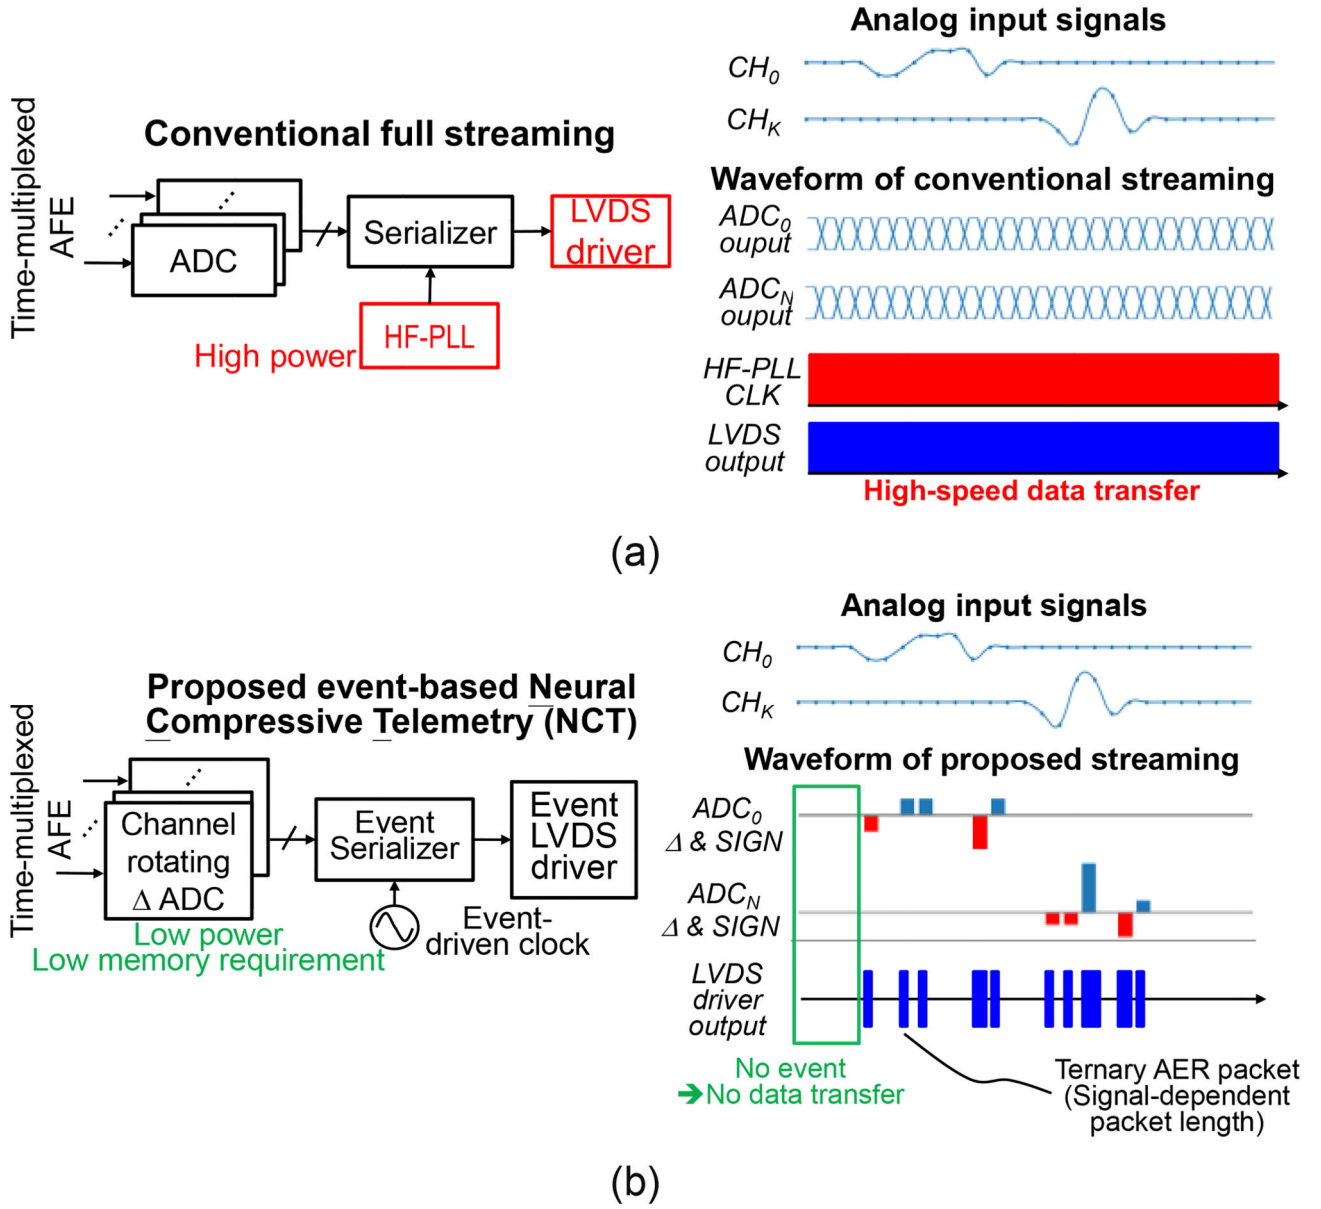 Analog input signals
CH0
CHK
Time-multiplexed
AFE
Conventional full streaming
ADC
Serializer
LVDS
driver
HF-PLL
High power
Waveform of conventional streaming
ADC0
ouput
ADCN
ouput
HF-PLL
CLK
LVDS
output
High-speed data transfer
(a)
Analog input signals
CH0
CHK
Proposed event-based Neural
Compressive Telemetry (NCT)
Time-multiplexed
AFE
Channel
rotating
Δ ADC
Event
Serializer
Event
LVDS
driver
Event-
driven clock
Low power
Low memory requirement
Waveform of proposed streaming
ADC0
Δ & SIGN
ADCN
Δ & SIGN
LVDS
driver
output
No event
➔No data transfer
Ternary AER packet
(Signal-dependent
packet length)
(b)